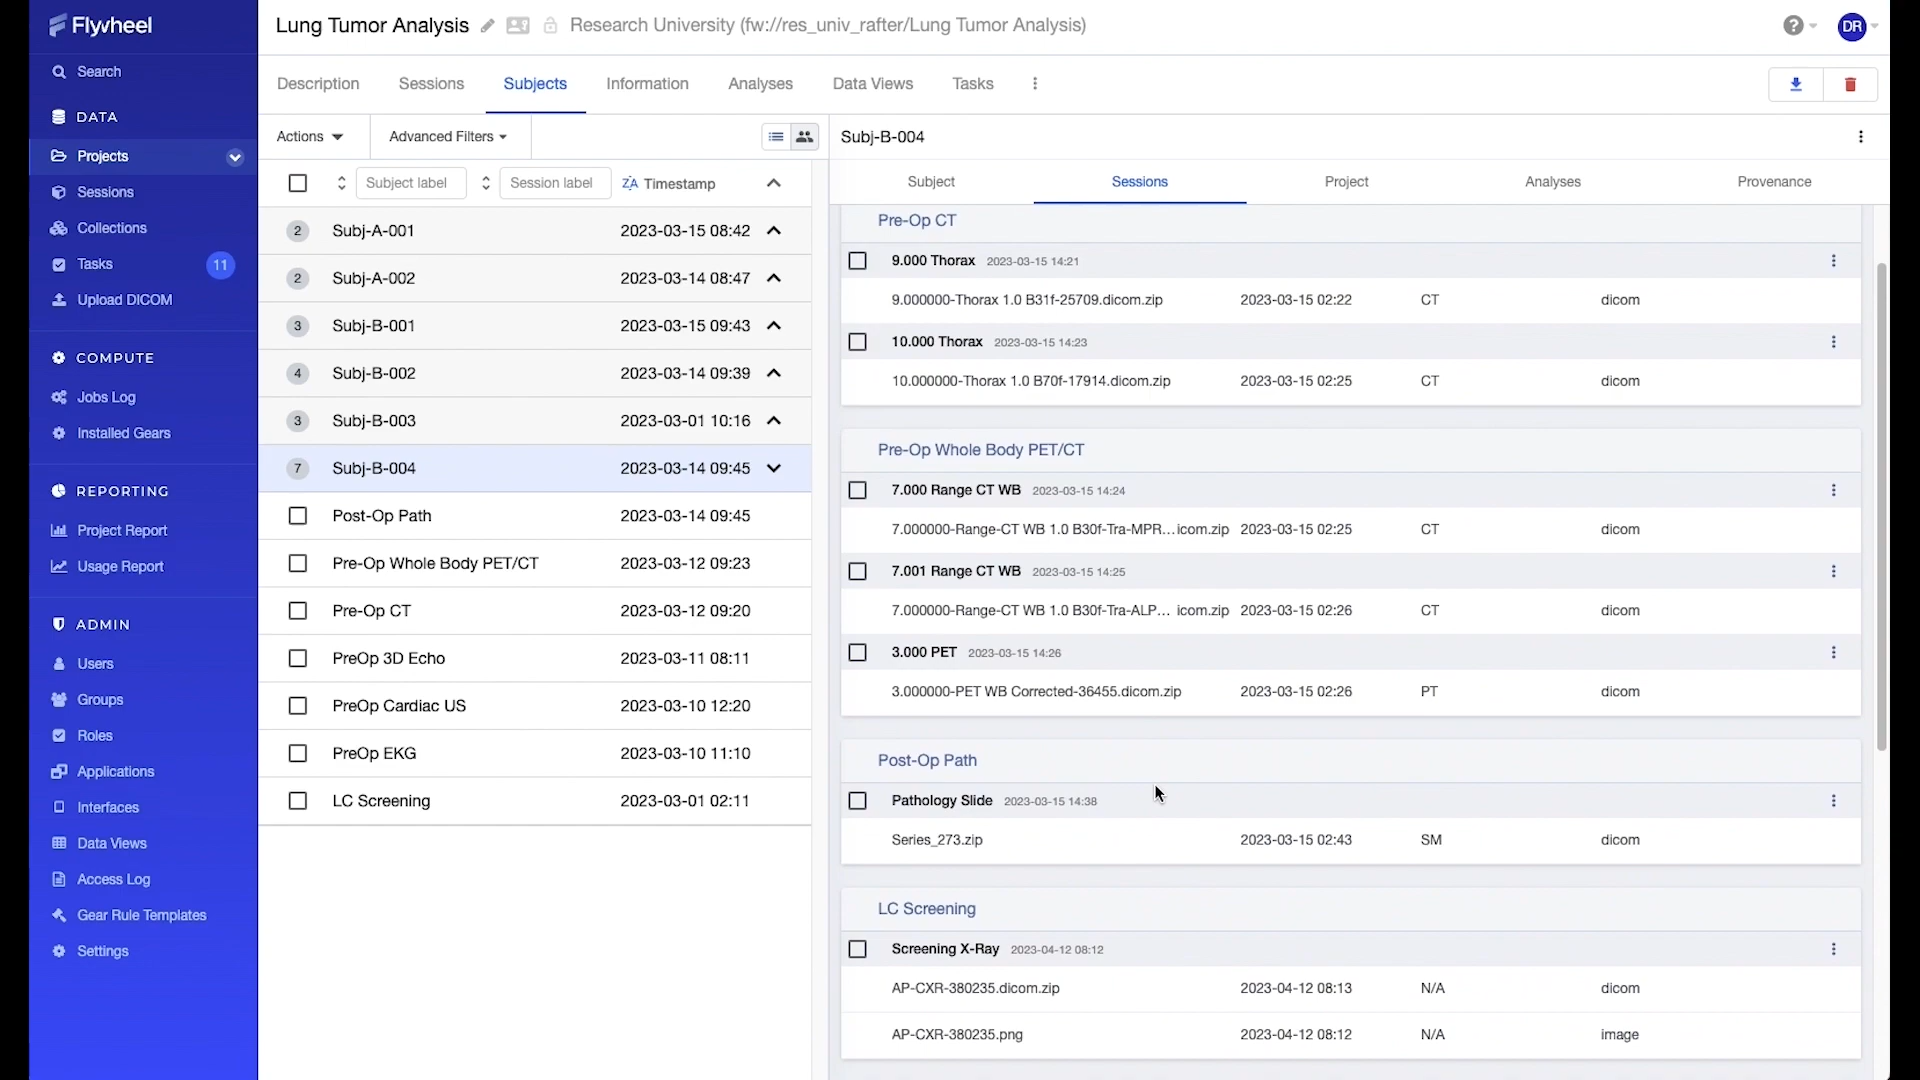 Flywheel
Lung Tumor Analysis Research University (fw://res_univ_rafter/Lung Tumor Analysis)
DR
Search
DATA
Projects
Sessions
Collections
Tasks 11
Upload DICOM
COMPUTE
Jobs Log
Installed Gears
REPORTING
Project Report
Usage Report
ADMIN
Users
Groups
Roles
Applications
Interfaces
Data Views
Access Log
Gear Rule Templates
Settings
Description Sessions Subjects Information Analyses Data Views Tasks
Actions Advanced Filters
Subject label Session label Timestamp
2 Subj-A-001 2023-03-15 08:42
2 Subj-A-002 2023-03-14 08:47
3 Subj-B-001 2023-03-15 09:43
4 Subj-B-002 2023-03-14 09:39
3 Subj-B-003 2023-03-01 10:16
7 Subj-B-004 2023-03-14 09:45
Post-Op Path 2023-03-14 09:45
Pre-Op Whole Body PET/CT 2023-03-12 09:23
Pre-Op CT 2023-03-12 09:20
PreOp 3D Echo 2023-03-11 08:11
PreOp Cardiac US 2023-03-10 12:20
PreOp EKG 2023-03-10 11:10
LC Screening 2023-03-01 02:11
Subj-B-004
Subject Sessions Project Analyses Provenance
Pre-Op CT
9.000 Thorax 2023-03-15 14:21
9.000000-Thorax 1.0 B31f-25709.dicom.zip 2023-03-15 02:22 CT dicom
10.000 Thorax 2023-03-15 14:23
10.000000-Thorax 1.0 B70f-17914.dicom.zip 2023-03-15 02:25 CT dicom
Pre-Op Whole Body PET/CT
7.000 Range CT WB 2023-03-15 14:24
7.000000-Range-CT WB 1.0 B30f-Tra-MPR...icom.zip 2023-03-15 02:25 CT dicom
7.001 Range CT WB 2023-03-15 14:25
7.000000-Range-CT WB 1.0 B30f-Tra-ALP... icom.zip 2023-03-15 02:26 CT dicom
3.000 PET 2023-03-15 14:26
3.000000-PET WB Corrected-36455.dicom.zip 2023-03-15 02:26 PT dicom
Post-Op Path
Pathology Slide 2023-03-15 14:38
Series_273.zip 2023-03-15 02:43 SM dicom
LC Screening
Screening X-Ray 2023-04-12 08:12
AP-CXR-380235.dicom.zip 2023-04-12 08:13 N/A dicom
AP-CXR-380235.png 2023-04-12 08:12 N/A image